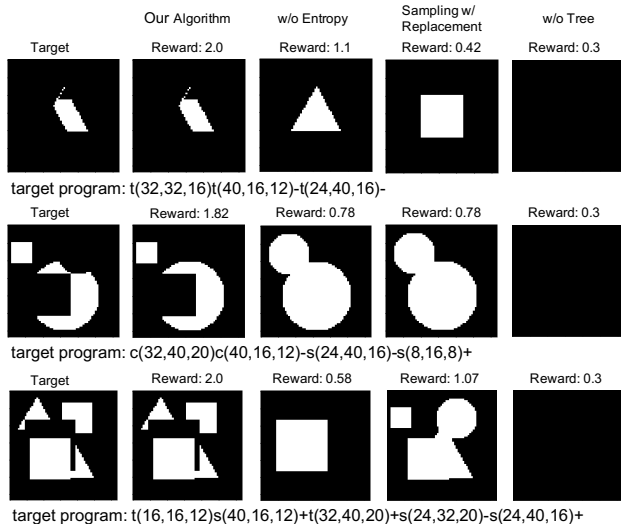 Our Algorithm w/o Entropy Sampling w/ Replacement w/o Tree
Target Reward: 2.0 Reward: 1.1 Reward: 0.42 Reward: 0.3
target program: t(32,32,16)t(40,16,12)-t(24,40,16)-
Target Reward: 1.82 Reward: 0.78 Reward: 0.78 Reward: 0.3
target program: c(32,40,20)c(40,16,12)-s(24,40,16)-s(8,16,8)+
Target Reward: 2.0 Reward: 0.58 Reward: 1.07 Reward: 0.3
target program: t(16,16,12)s(40,16,12)+t(32,40,20)+s(24,32,20)-s(24,40,16)+